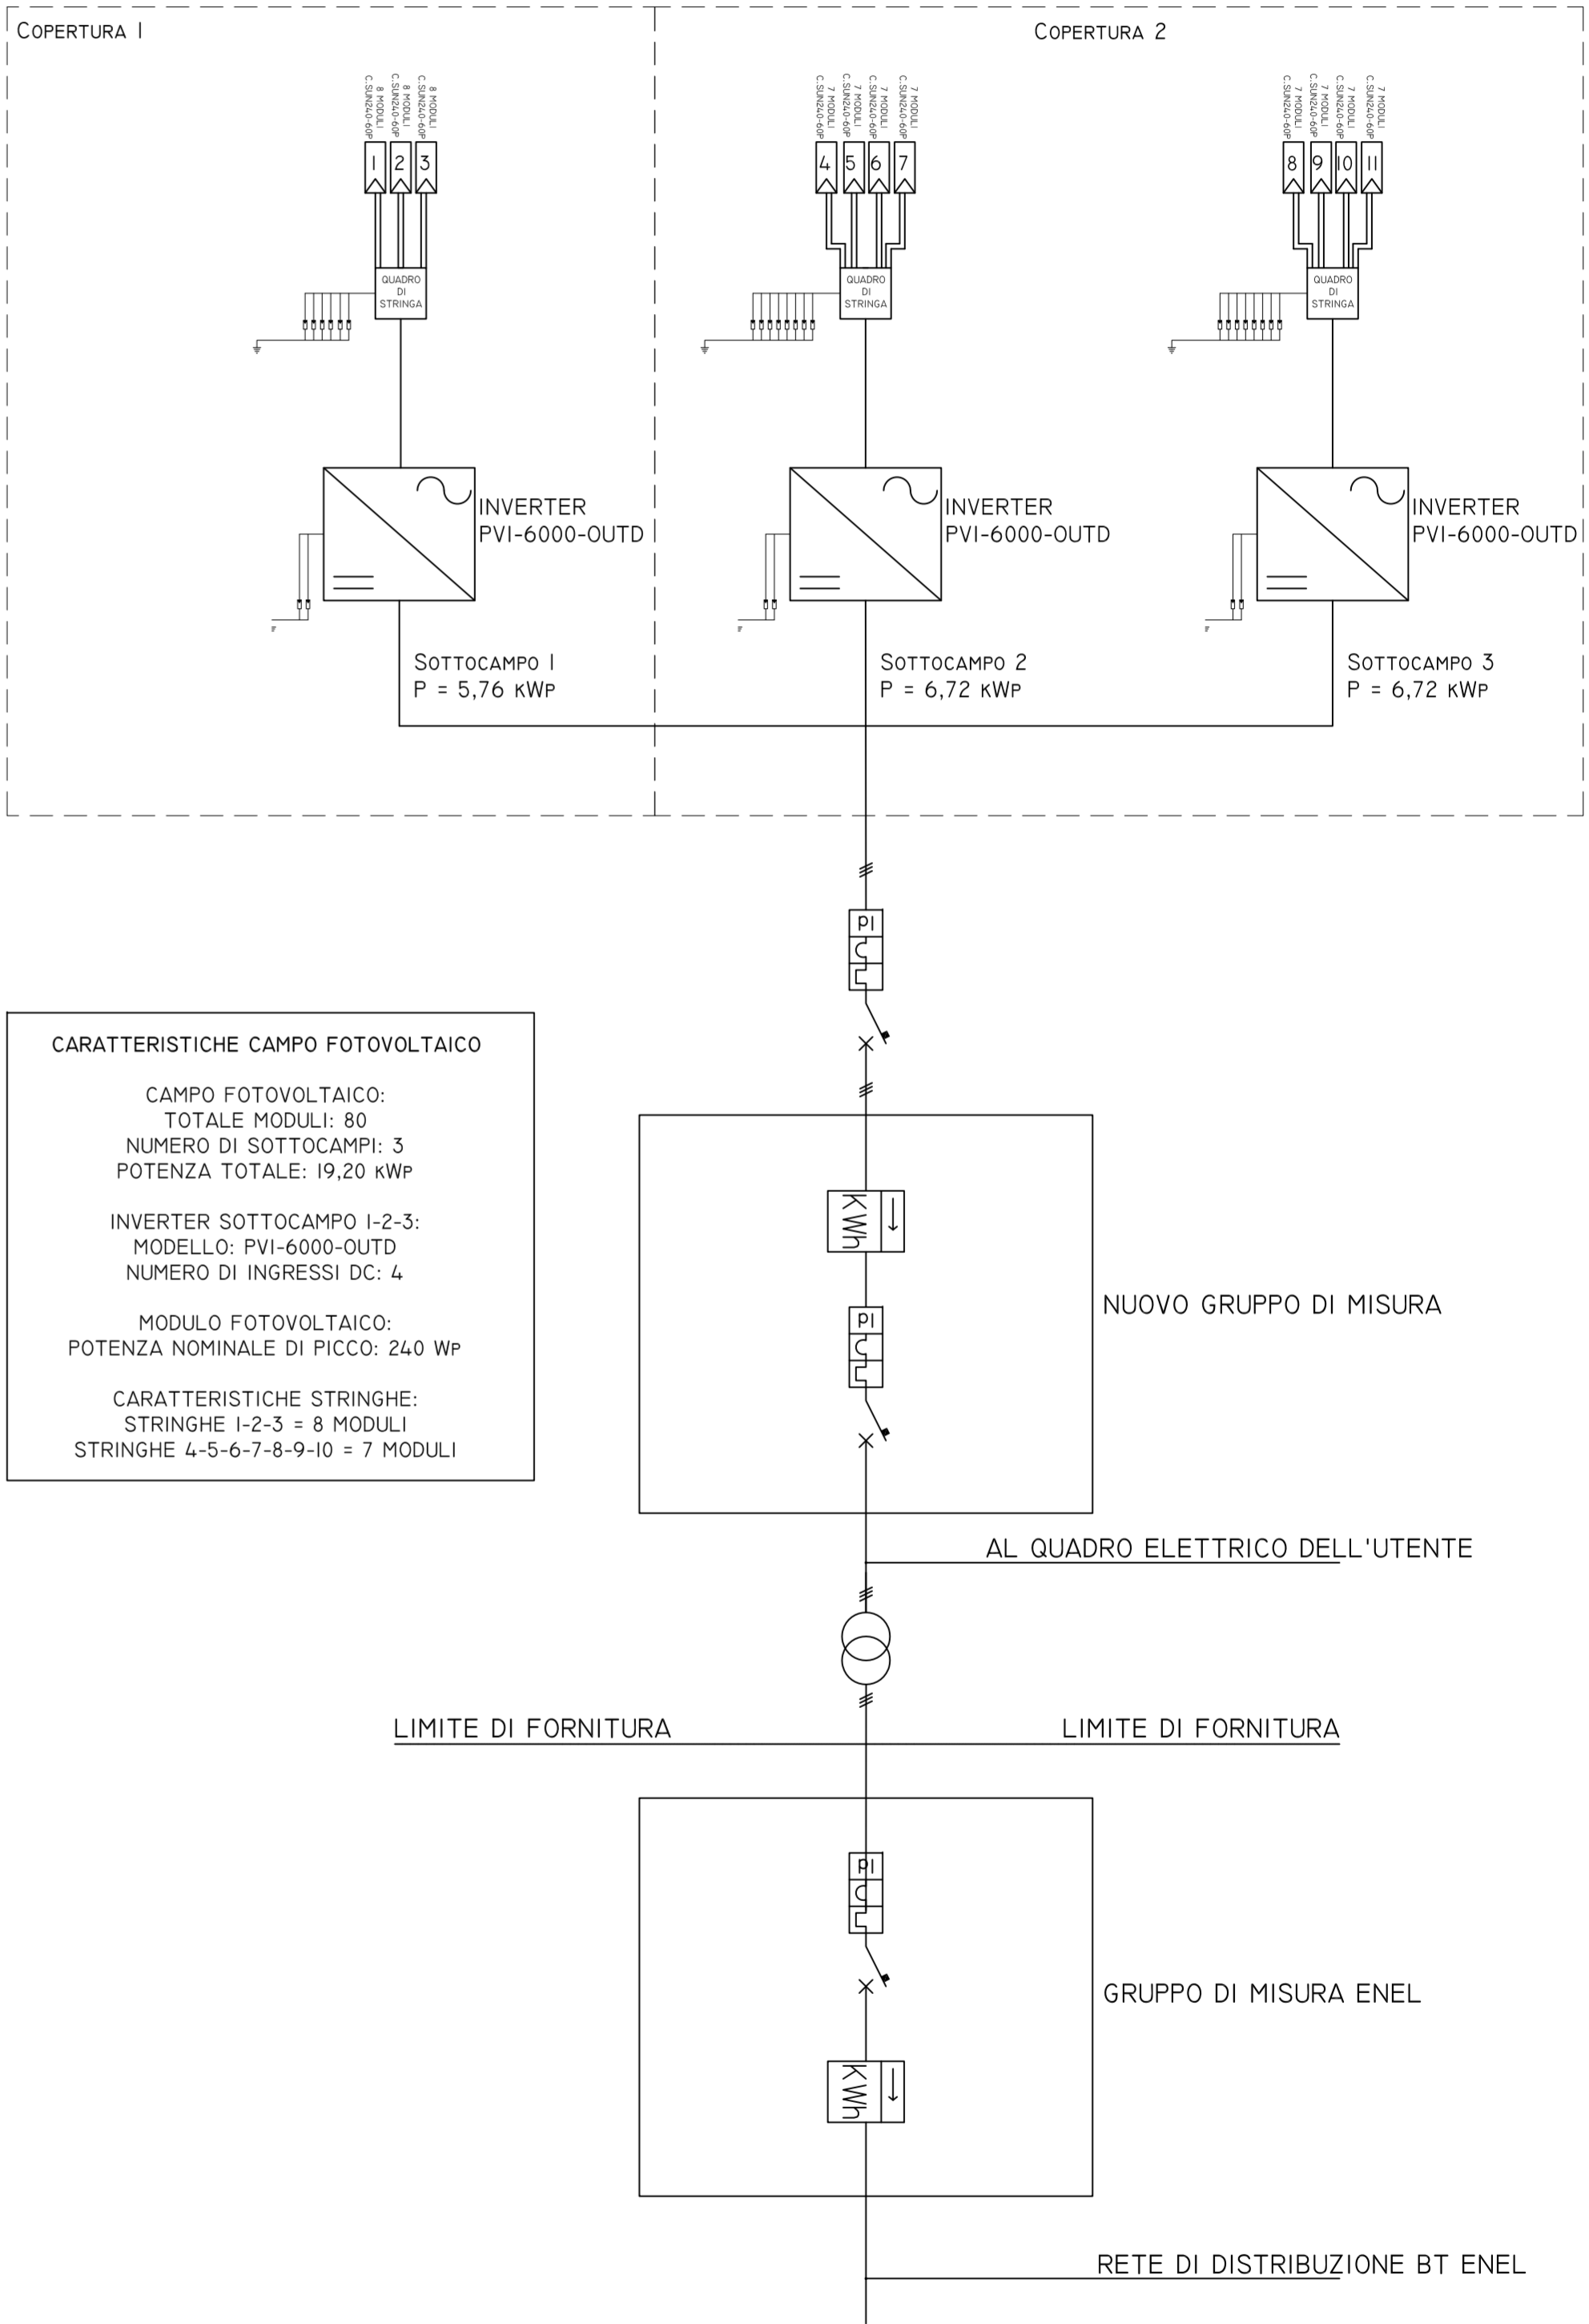 COPERTURA 1
COPERTURA 2
8 MODULI
C.SUN240-60P
8 MODULI
C.SUN240-60P
8 MODULI
C.SUN240-60P
7 MODULI
C.SUN240-60P
7 MODULI
C.SUN240-60P
7 MODULI
C.SUN240-60P
7 MODULI
C.SUN240-60P
7 MODULI
C.SUN240-60P
7 MODULI
C.SUN240-60P
7 MODULI
C.SUN240-60P
7 MODULI
C.SUN240-60P
1 2 3
4 5 6 7
8 9 10 11
QUADRO
DI
STRINGA
QUADRO
DI
STRINGA
QUADRO
DI
STRINGA
INVERTER
PVI-6000-OUTD
INVERTER
PVI-6000-OUTD
INVERTER
PVI-6000-OUTD
SOTTOCAMPO 1
P = 5,76 KWP
SOTTOCAMPO 2
P = 6,72 KWP
SOTTOCAMPO 3
P = 6,72 KWP
Id
CARATTERISTICHE CAMPO FOTOVOLTAICO
CAMPO FOTOVOLTAICO:
TOTALE MODULI: 80
NUMERO DI SOTTOCAMPI: 3
POTENZA TOTALE: 19,20 KWP
INVERTER SOTTOCAMPO 1-2-3:
MODELLO: PVI-6000-OUTD
NUMERO DI INGRESSI DC: 4
MODULO FOTOVOLTAICO:
POTENZA NOMINALE DI PICCO: 240 WP
CARATTERISTICHE STRINGHE:
STRINGHE 1-2-3 = 8 MODULI
STRINGHE 4-5-6-7-8-9-10 = 7 MODULI
KWh
Id
NUOVO GRUPPO DI MISURA
AL QUADRO ELETTRICO DELL'UTENTE
LIMITE DI FORNITURA
LIMITE DI FORNITURA
Id
GRUPPO DI MISURA ENEL
KWh
RETE DI DISTRIBUZIONE BT ENEL